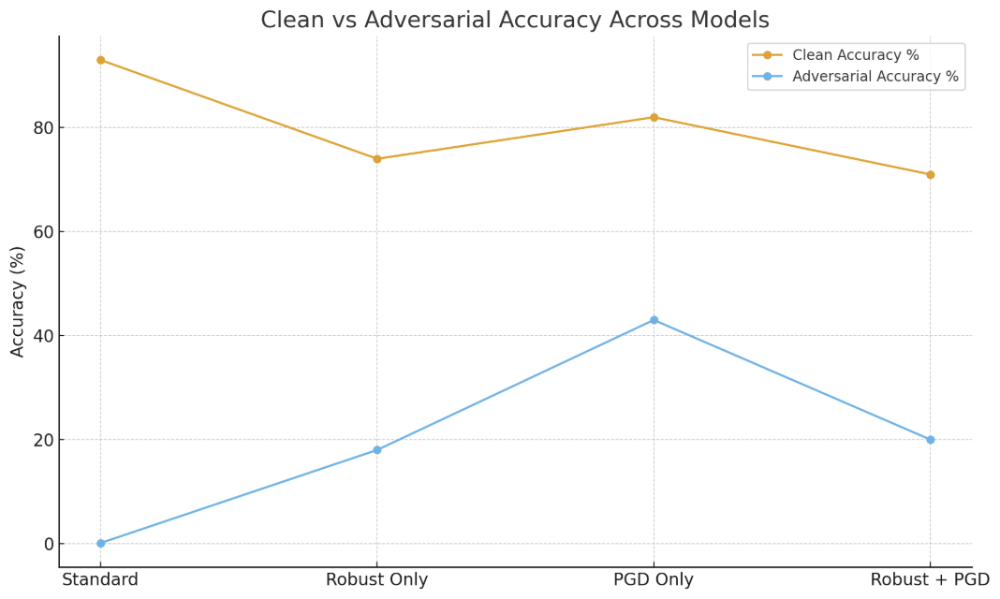 Clean vs Adversarial Accuracy Across Models
Clean Accuracy %
Adversarial Accuracy %
Accuracy (%)
80
60
40
20
0
Standard Robust Only PGD Only Robust + PGD